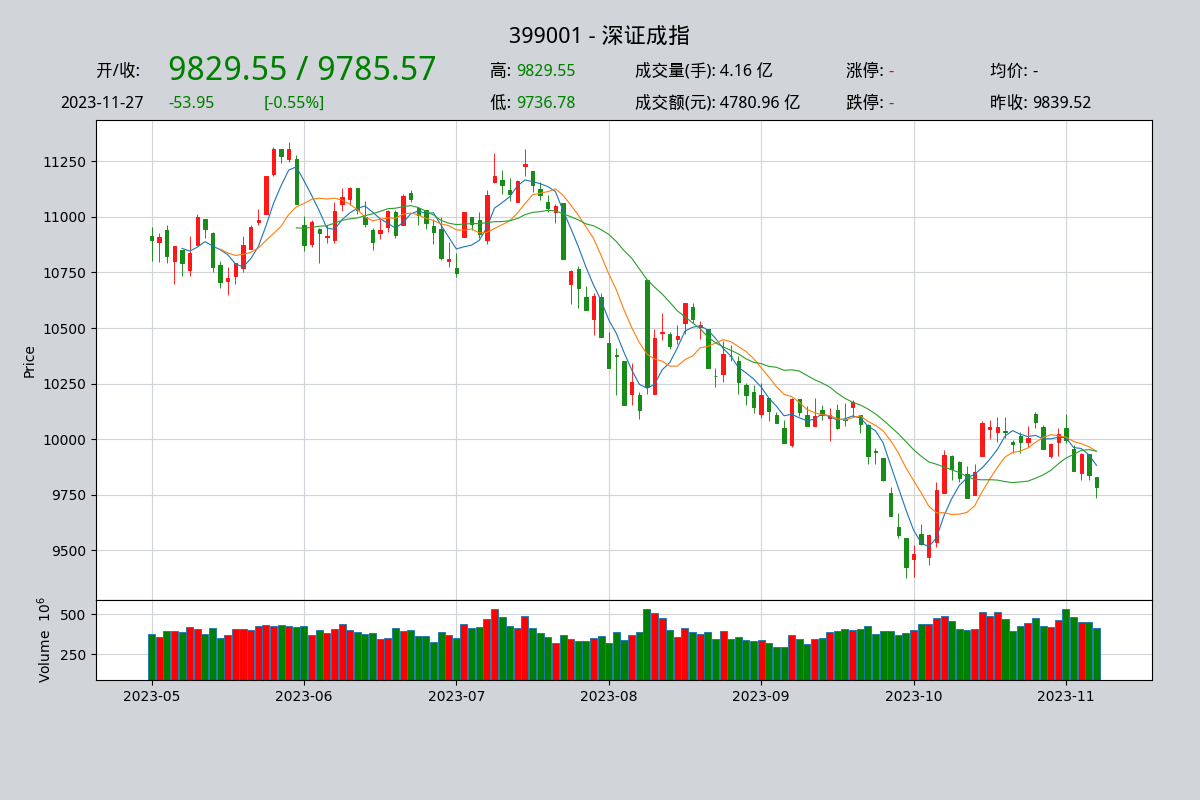 399001 - 深证成指
开/收: 9829.55 / 9785.57 高: 9829.55 成交量(手): 4.16 亿 涨停: - 均价: -
2023-11-27 -53.95 [-0.55%] 低: 9736.78 成交额(元): 4780.96 亿 跌停: - 昨收: 9839.52
Price
11250
11000
10750
10500
10250
10000
9750
9500
Volume 10^6
500
250
2023-05 2023-06 2023-07 2023-08 2023-09 2023-10 2023-11